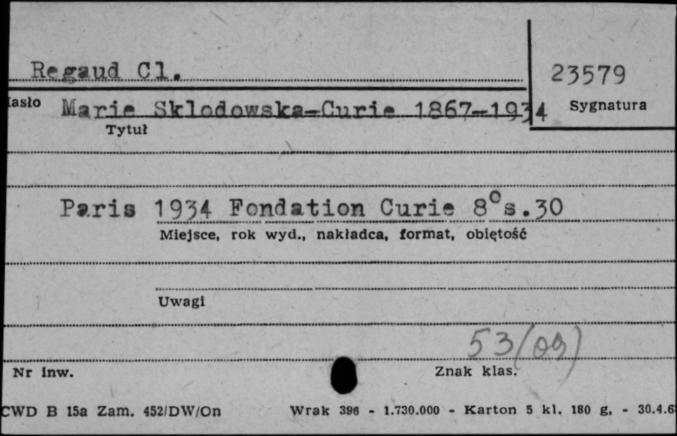 Regaud Cl.
23579
asło
Marie Sklodowska-Curie 1867-1934
Sygnatura
Tytuł
Paris 1934 Fondation Curie 8° s.30
Miejsce, rok wyd., nakładca, format, objętość
Uwagi
53/(09)
Nr inw.
Znak klas.
CWD B 15a Zam. 452/DW/On
Wrak 396 - 1.730.000 - Karton 5 kl. 180 g. - 30.4.6